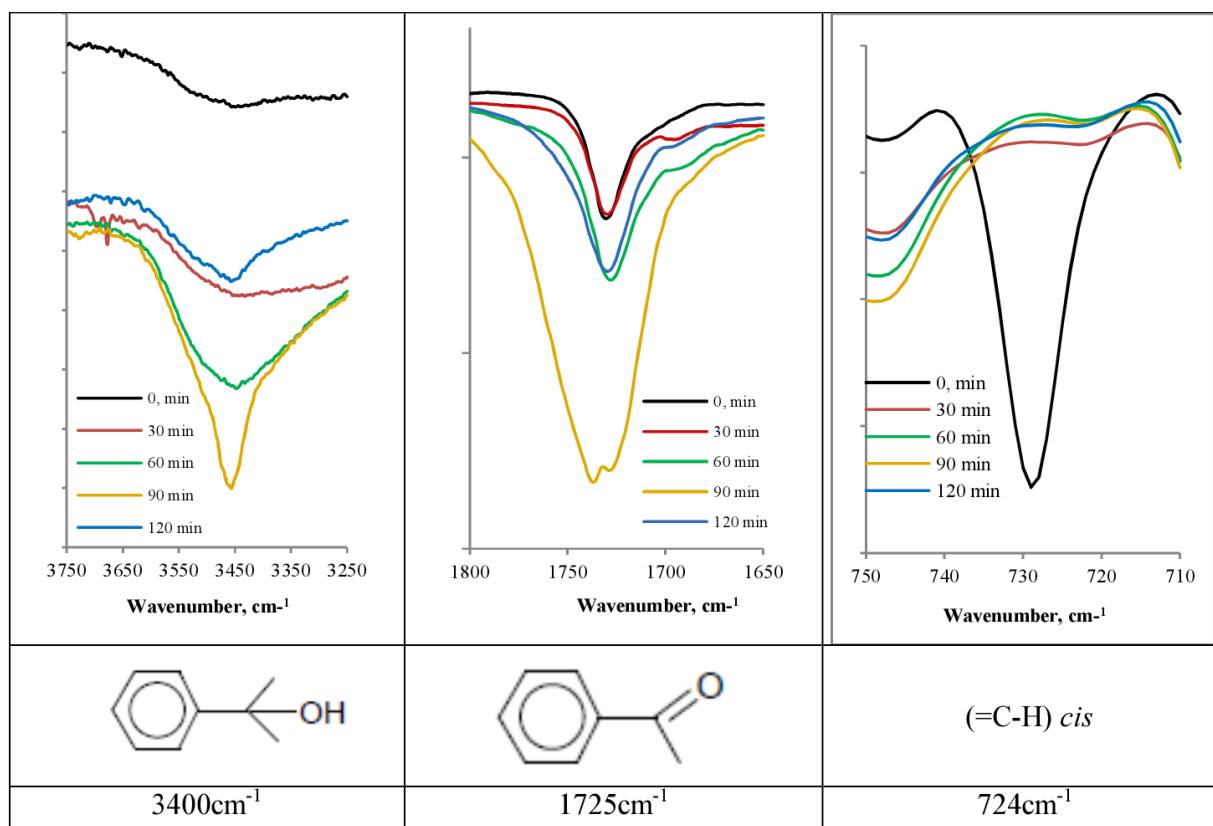 0, min
30 min
60 min
90 min
120 min
3750 3650 3550 3450 3350 3250
Wavenumber, cm-1
0, min
30 min
60 min
90 min
120 min
1800 1750 1700 1650
Wavenumber, cm-1
0, min
30 min
60 min
90 min
120 min
750 740 730 720 710
Wavenumber, cm-1
OH
O
(=C-H) cis
3400cm-1
1725cm-1
724cm-1